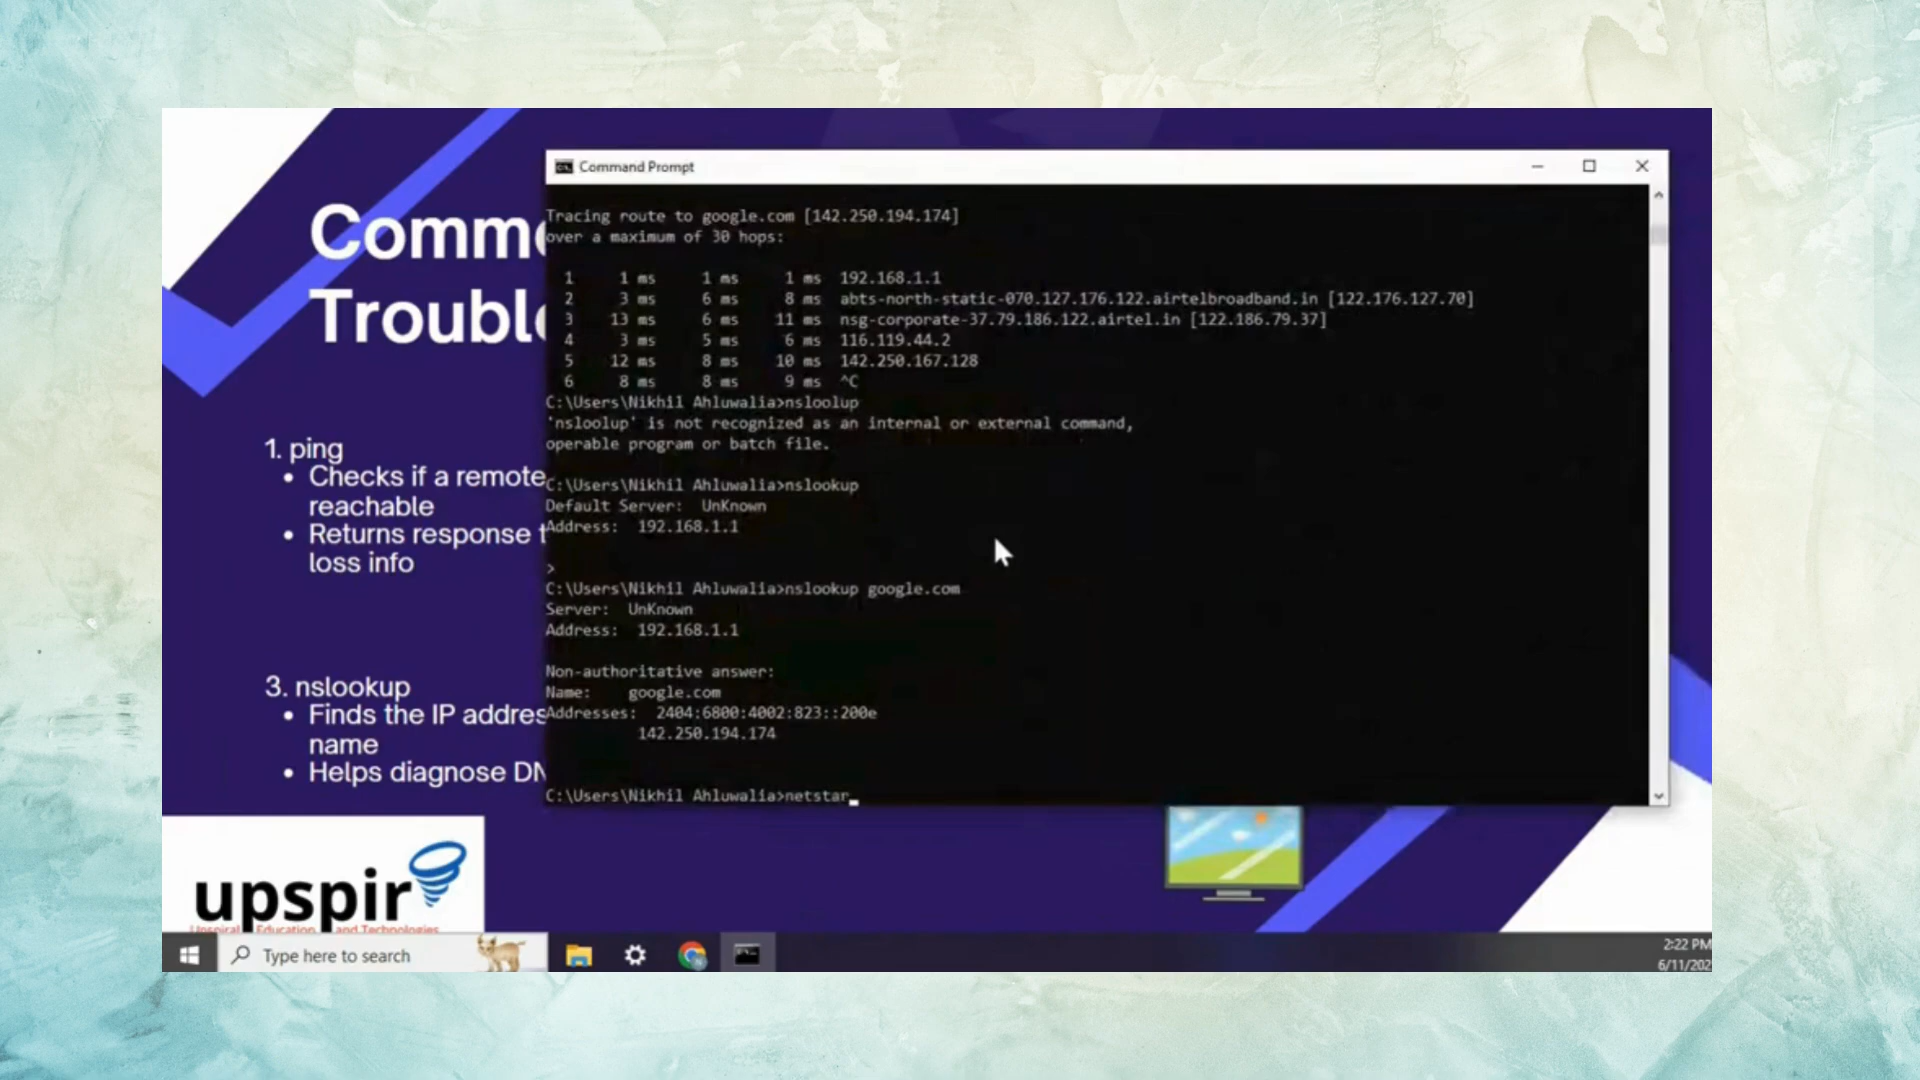 Comm
Troubl
1. ping
• Checks if a remote
reachable
• Returns response t
loss info
3. nslookup
• Finds the IP addres
name
• Helps diagnose DN
upspir
Upspiral Education and Technologies
Command Prompt
Tracing route to google.com [142.250.194.174]
over a maximum of 30 hops:
1 1 ms 1 ms 1 ms 192.168.1.1
2 3 ms 6 ms 8 ms abts-north-static-070.127.176.122.airtelbroadband.in [122.176.127.70]
3 13 ms 6 ms 11 ms nsg-corporate-37.79.186.122.airtel.in [122.186.79.37]
4 3 ms 5 ms 6 ms 116.119.44.2
5 12 ms 8 ms 10 ms 142.250.167.128
6 8 ms 8 ms 9 ms ^C
C:\Users\Nikhil Ahluwalia>nsloolup
'nsloolup' is not recognized as an internal or external command,
operable program or batch file.
C:\Users\Nikhil Ahluwalia>nslookup
Default Server: UnKnown
Address: 192.168.1.1
>
C:\Users\Nikhil Ahluwalia>nslookup google.com
Server: UnKnown
Address: 192.168.1.1
Non-authoritative answer:
Name: google.com
Addresses: 2404:6800:4002:823::200e
142.250.194.174
C:\Users\Nikhil Ahluwalia>netstar
Type here to search
2:22 PM
6/11/202